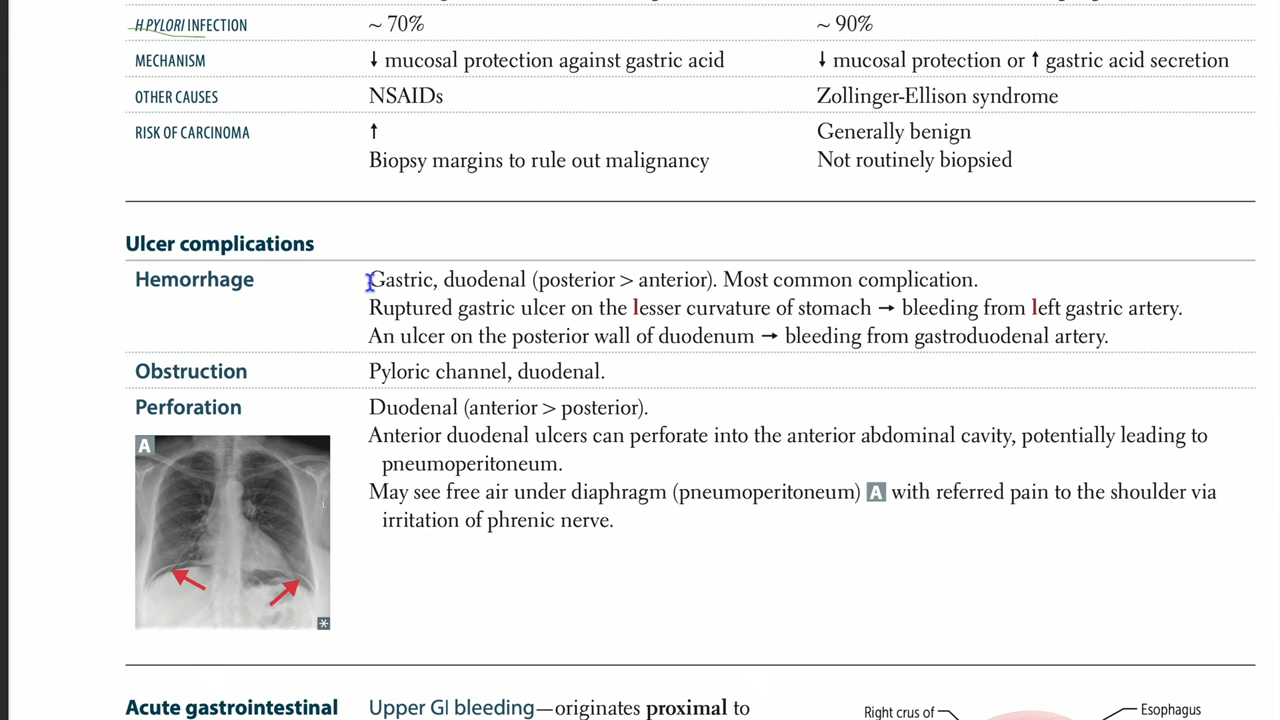 H PYLORI INFECTION ~ 70% ~ 90%
MECHANISM ↓ mucosal protection against gastric acid ↓ mucosal protection or ↑ gastric acid secretion
OTHER CAUSES NSAIDs Zollinger-Ellison syndrome
RISK OF CARCINOMA ↑ Generally benign
Biopsy margins to rule out malignancy Not routinely biopsied
Ulcer complications
Hemorrhage Gastric, duodenal (posterior > anterior). Most common complication.
Ruptured gastric ulcer on the lesser curvature of stomach → bleeding from left gastric artery.
An ulcer on the posterior wall of duodenum → bleeding from gastroduodenal artery.
Obstruction Pyloric channel, duodenal.
Perforation Duodenal (anterior > posterior).
A
L
Anterior duodenal ulcers can perforate into the anterior abdominal cavity, potentially leading to
pneumoperitoneum.
May see free air under diaphragm (pneumoperitoneum) A with referred pain to the shoulder via
irritation of phrenic nerve.
Acute gastrointestinal Upper GI bleeding—originates proximal to
Right crus of
Esophagus